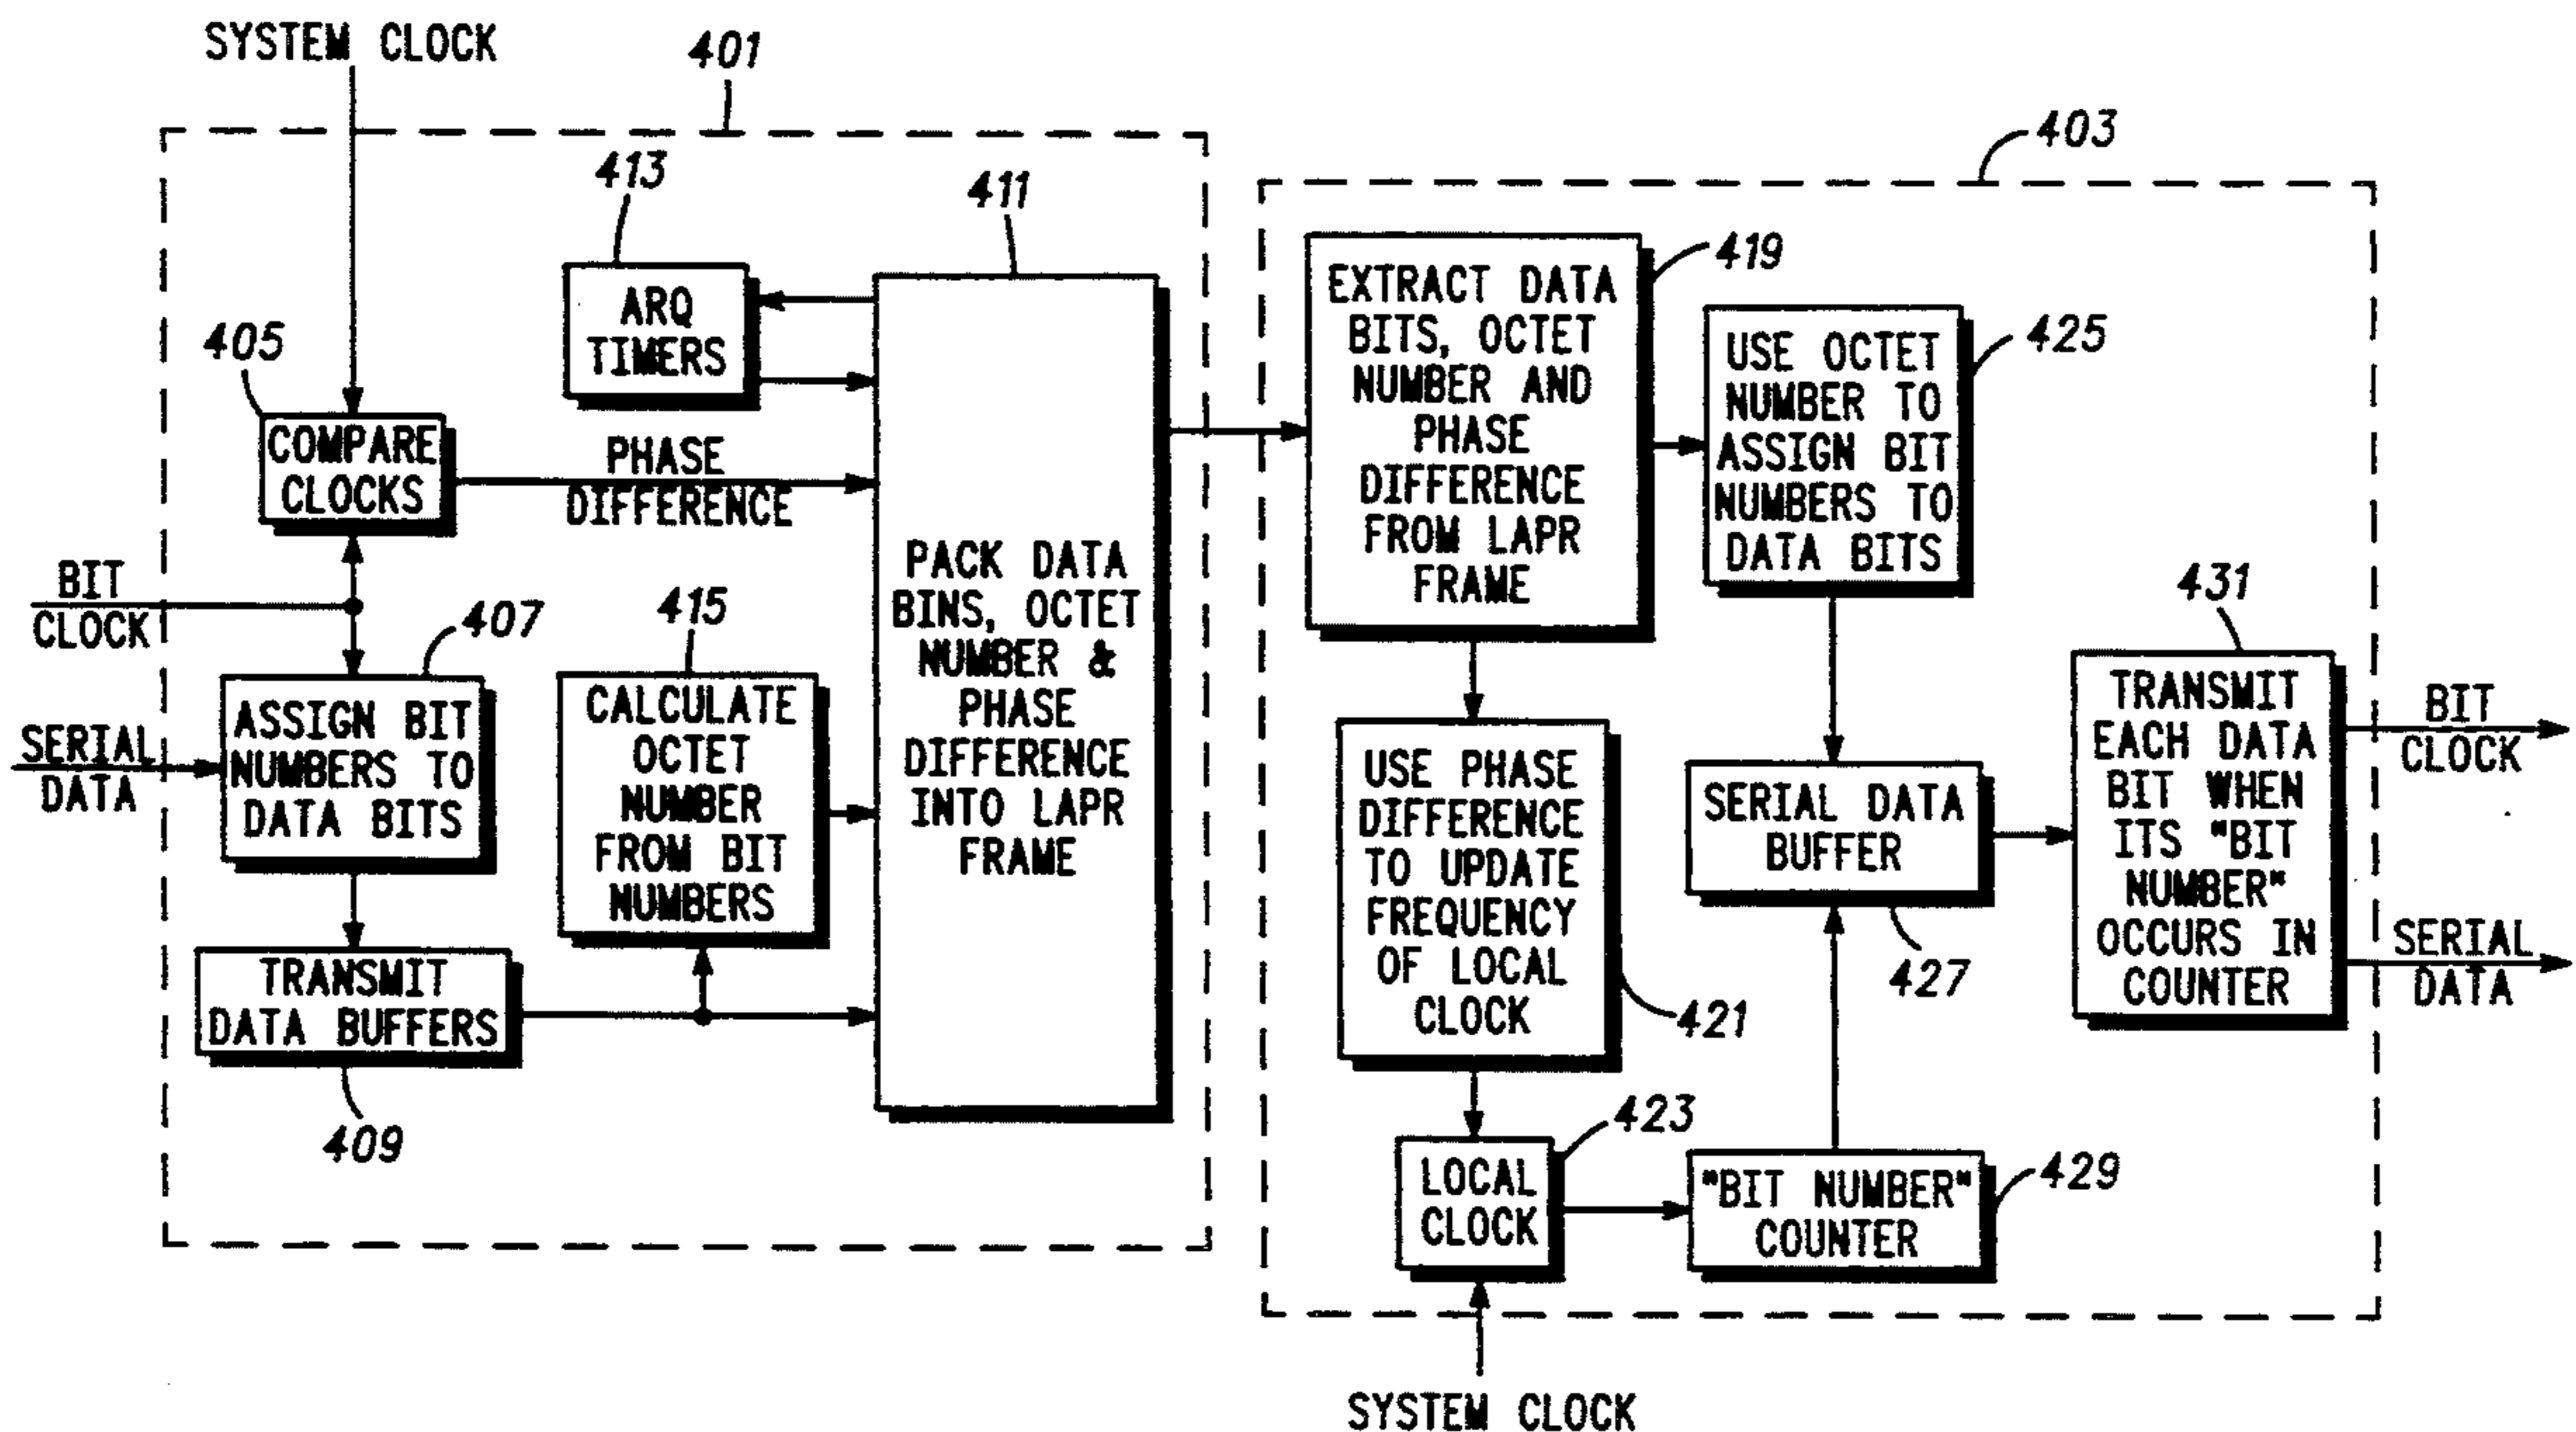 SYSTEM CLOCK
401
403
413
411
419
ARQ
TIMERS
405
COMPARE
CLOCKS
PHASE
DIFFERENCE
BIT
CLOCK
407
ASSIGN BIT
NUMBERS TO
DATA BITS
SERIAL
DATA
415
CALCULATE
OCTET
NUMBER
FROM BIT
NUMBERS
TRANSMIT
DATA BUFFERS
409
PACK DATA
BINS, OCTET
NUMBER &
PHASE
DIFFERENCE
INTO LAPR
FRAME
EXTRACT DATA
BITS, OCTET
NUMBER AND
PHASE
DIFFERENCE
FROM LAPR
FRAME
425
USE OCTET
NUMBER TO
ASSIGN BIT
NUMBERS TO
DATA BITS
USE PHASE
DIFFERENCE
TO UPDATE
FREQUENCY
OF LOCAL
CLOCK
421
SERIAL DATA
BUFFER
427
431
TRANSMIT
EACH DATA
BIT WHEN
ITS "BIT
NUMBER"
OCCURS IN
COUNTER
BIT
CLOCK
SERIAL
DATA
423
LOCAL
CLOCK
"BIT NUMBER"
COUNTER
429
SYSTEM CLOCK